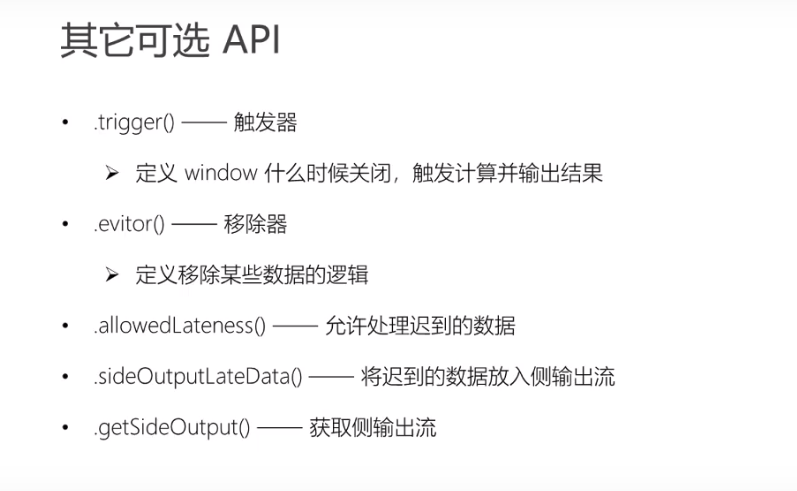 其它可选 API
• .trigger() —— 触发器
➢ 定义 window 什么时候关闭，触发计算并输出结果
• .evitor() —— 移除器
➢ 定义移除某些数据的逻辑
• .allowedLateness() —— 允许处理迟到的数据
• .sideOutputLateData() —— 将迟到的数据放入侧输出流
• .getSideOutput() —— 获取侧输出流